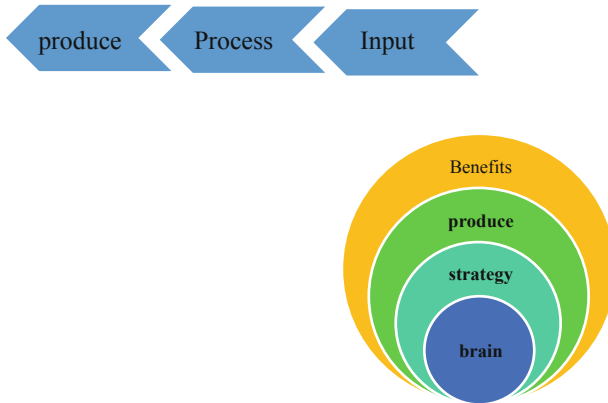 produce
Process
Input
Benefits
produce
strategy
brain